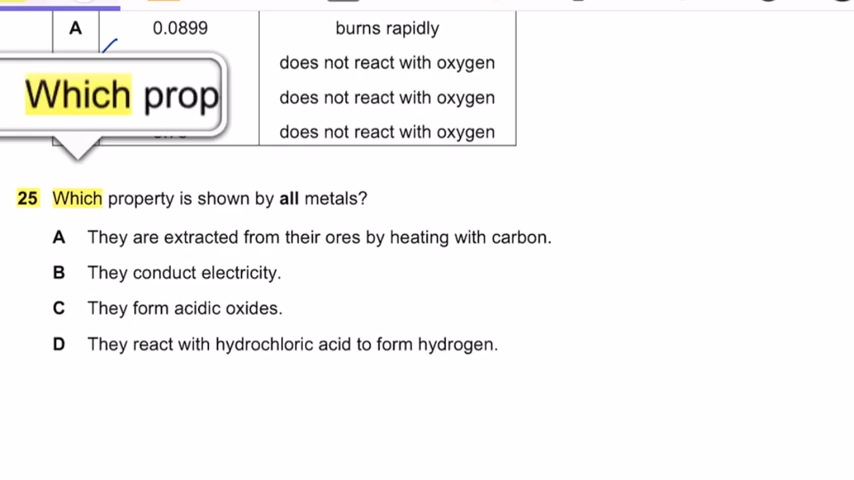 A 0.0899 burns rapidly
does not react with oxygen
Which prop
does not react with oxygen
does not react with oxygen
25 Which property is shown by all metals?
A They are extracted from their ores by heating with carbon.
B They conduct electricity.
C They form acidic oxides.
D They react with hydrochloric acid to form hydrogen.